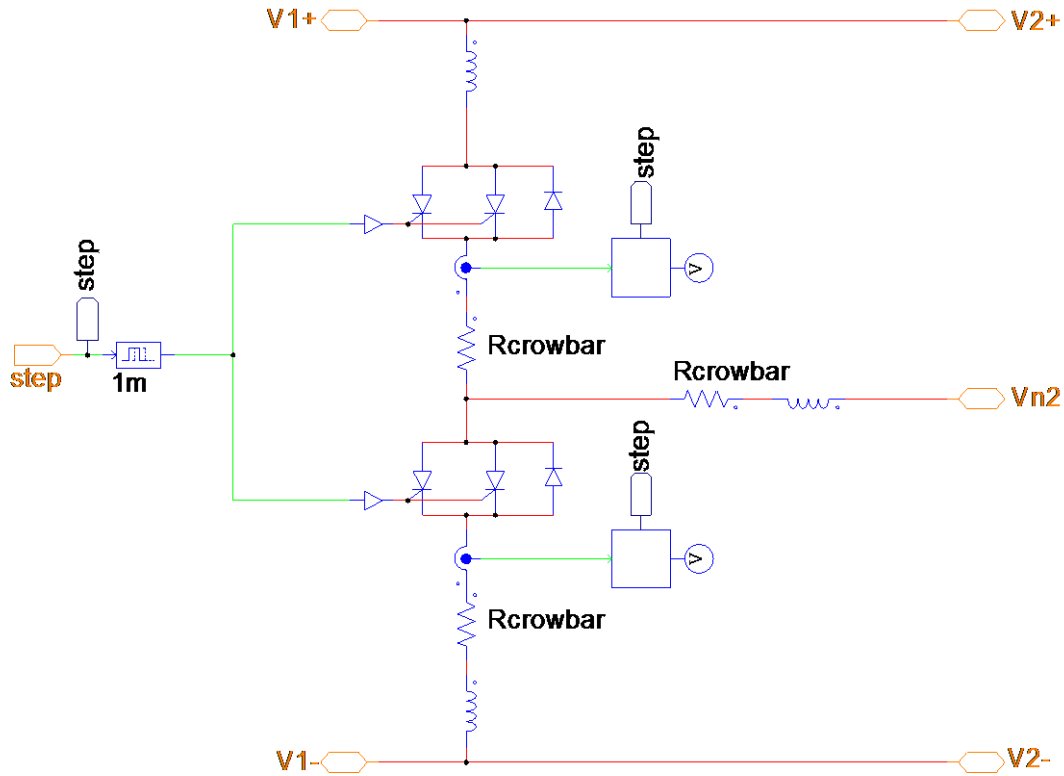 V1+
V2+
step
step
step
1m
Rcrowbar
Rcrowbar
Vn2
step
V
V
Rcrowbar
V1-
V2-